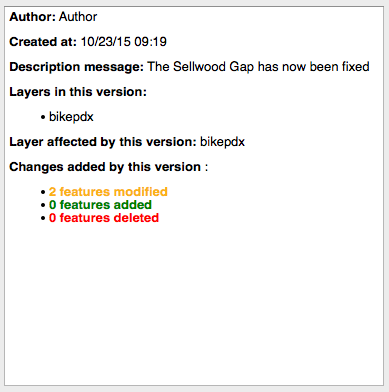 Author: Author
Created at: 10/23/15 09:19
Description message: The Sellwood Gap has now been fixed
Layers in this version:
• bikepdx
Layer affected by this version: bikepdx
Changes added by this version :
• 2 features modified
• 0 features added
• 0 features deleted